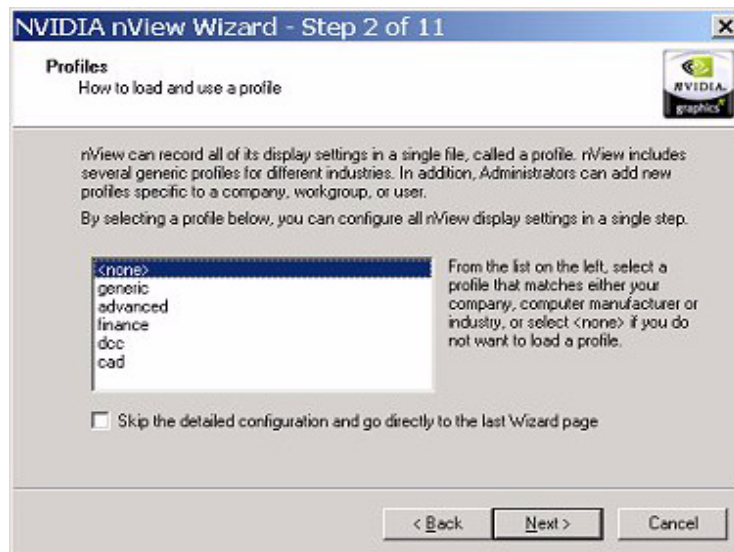 NVIDIA nView Wizard - Step 2 of 11
Profiles
How to load and use a profile
NVIDIA.
graphics
nView can record all of its display settings in a single file, called a profile. nView includes
several generic profiles for different industries. In addition, Administrators can add new
profiles specific to a company, workgroup, or user.
By selecting a profile below, you can configure all nView display settings in a single step.
<none>
generic
advanced
finance
dcc
cad
From the list on the left, select a
profile that matches either your
company, computer manufacturer or
industry, or select <none> if you do
not want to load a profile.
Skip the detailed configuration and go directly to the last Wizard page
< Back
Next >
Cancel